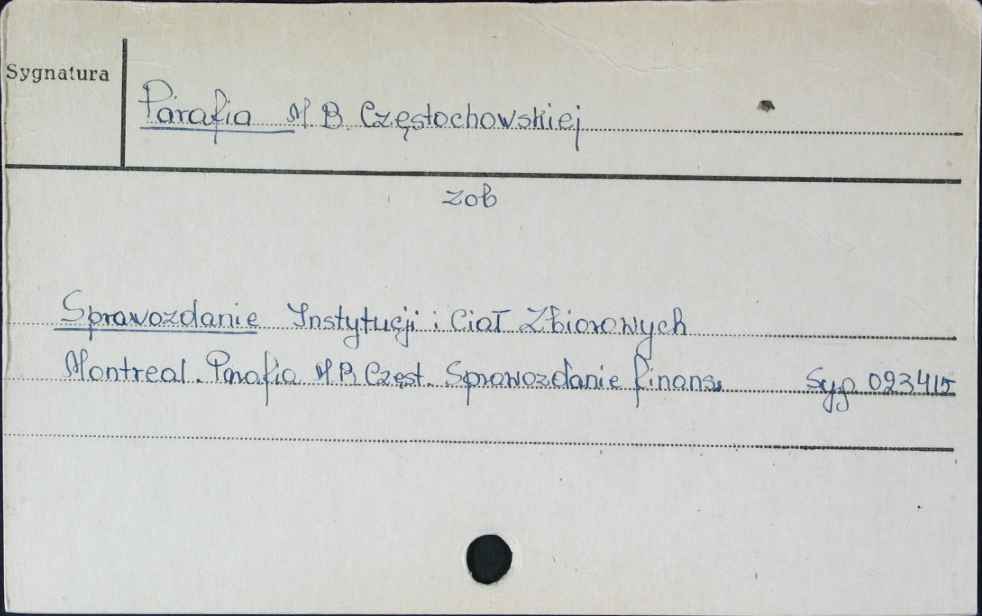 Sygnatura
Parafia M B Częstochowskiej
zob
Sprawozdanie Instytucji i Ciał Zbiorowych
Montreal. Parafia M.B. Częst. Sprawozdanie finans. Syg 023415